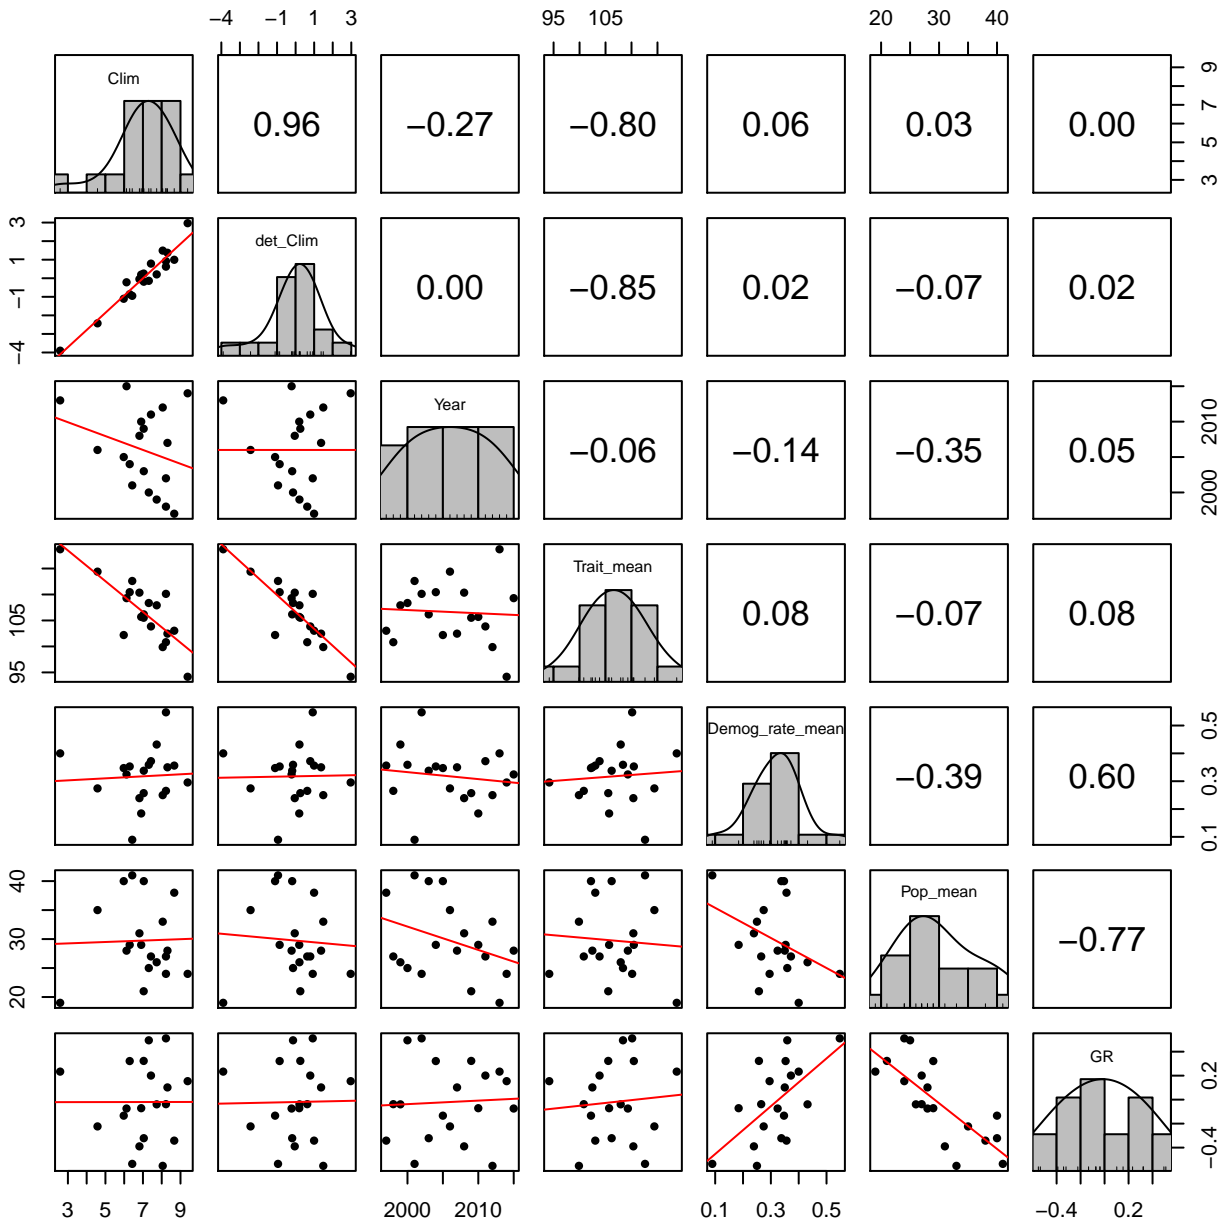 −4 −1 1 3 95 105 20 30 40
Clim 0.96 −0.27 −0.80 0.06 0.03 0.00 3 5 7 9
−4 −1 1 3 det_Clim 0.00 −0.85 0.02 −0.07 0.02
Year −0.06 −0.14 −0.35 0.05 2000 2010
95 105 Trait_mean 0.08 −0.07 0.08
Demog_rate_mean −0.39 0.60 0.1 0.3 0.5
20 30 40 Pop_mean −0.77
GR −0.4 0.2
3 5 7 9 2000 2010 0.1 0.3 0.5 −0.4 0.2